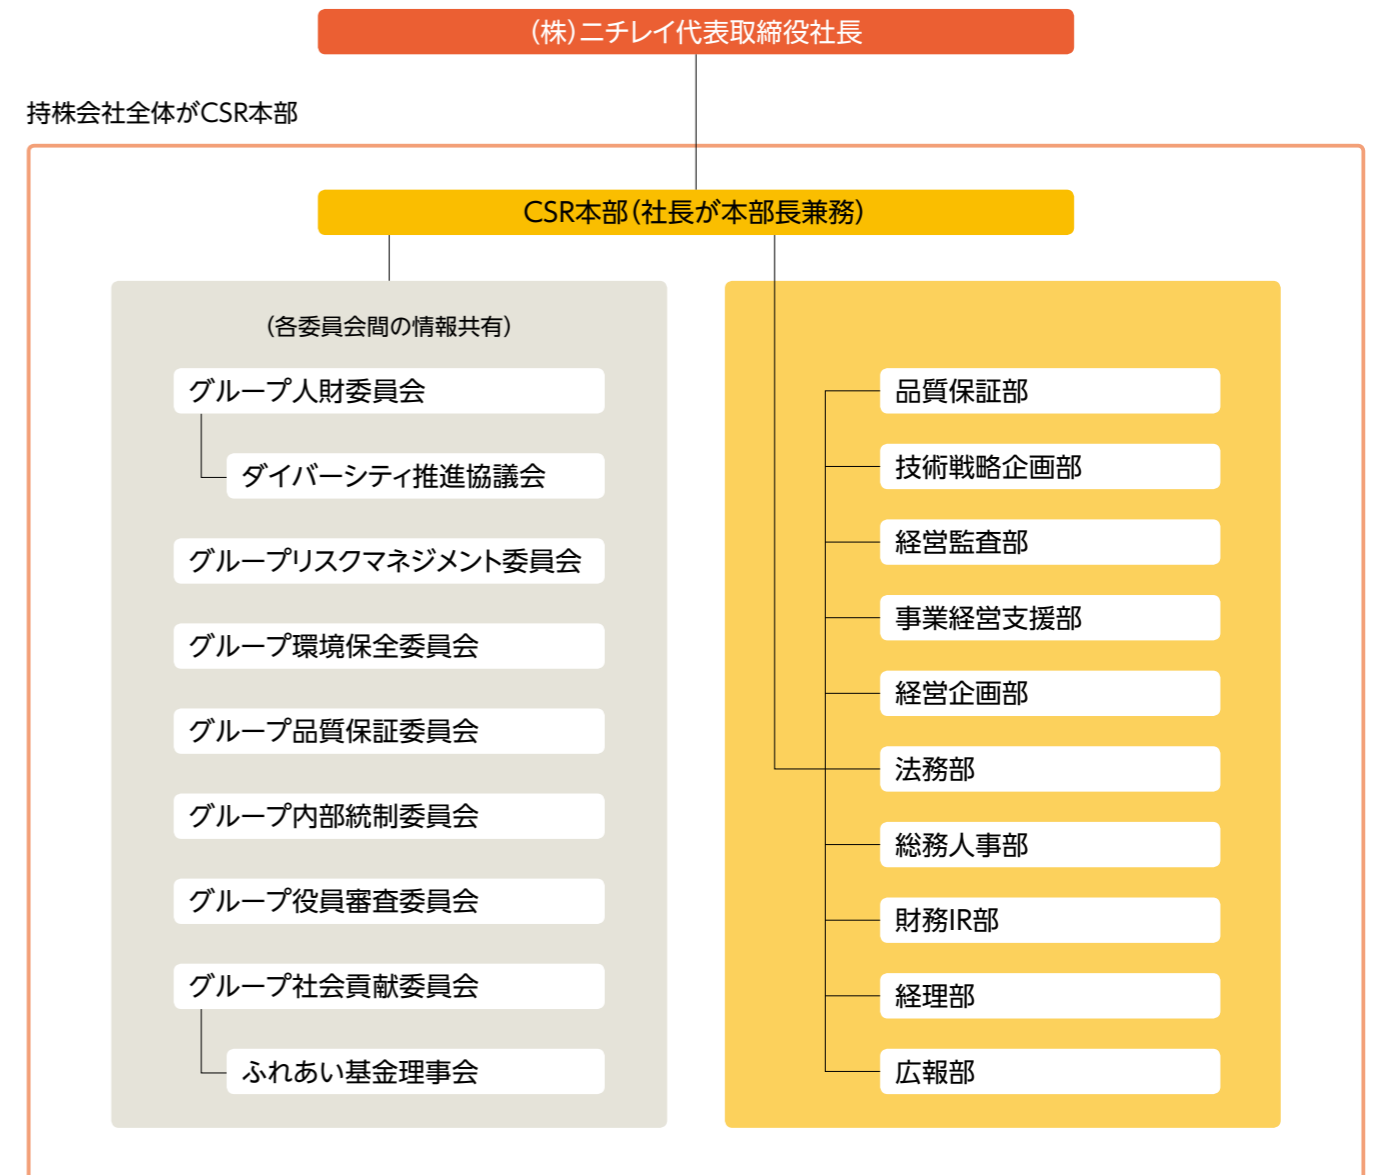 (株)ニチレイ代表取締役社長
持株会社全体がCSR本部
CSR本部(社長が本部長兼務)
(各委員会間の情報共有)
グループ人財委員会
ダイバーシティ推進協議会
グループリスクマネジメント委員会
グループ環境保全委員会
グループ品質保証委員会
グループ内部統制委員会
グループ役員審査委員会
グループ社会貢献委員会
ふれあい基金理事会
品質保証部
技術戦略企画部
経営監査部
事業経営支援部
経営企画部
法務部
総務人事部
財務IR部
経理部
広報部